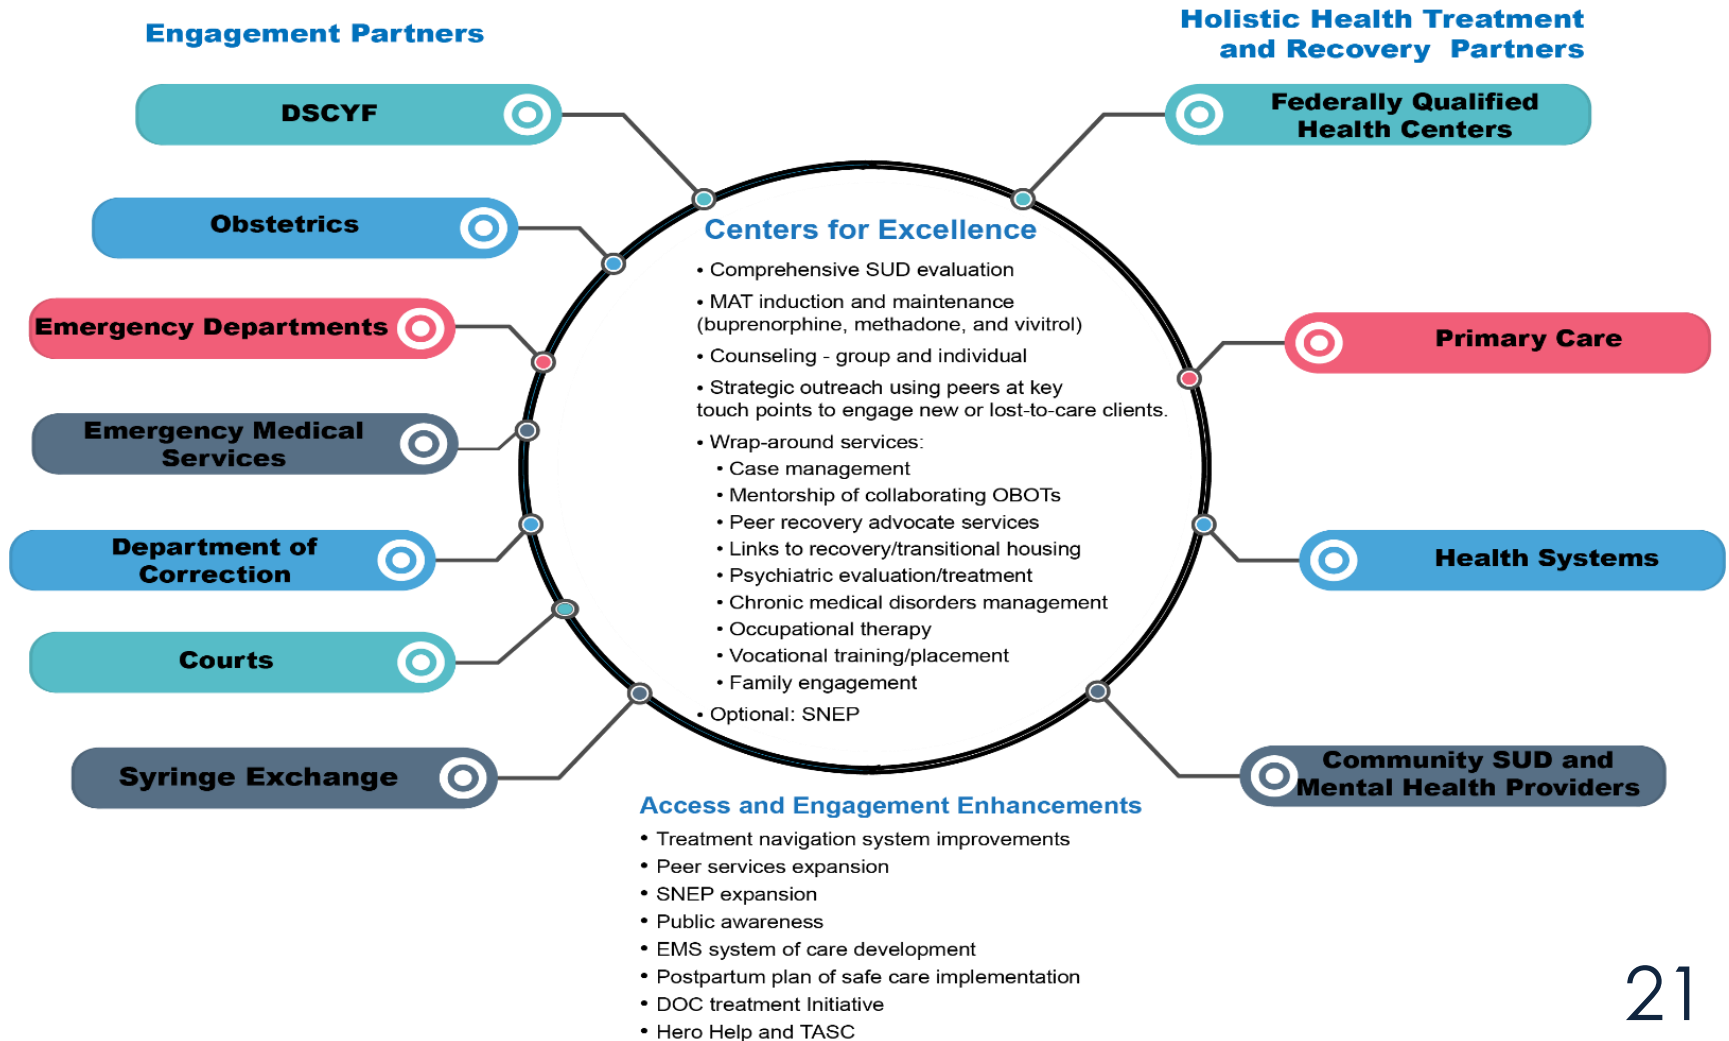 Engagement Partners
DSCYF
Obstetrics
Emergency Departments
Emergency Medical
Services
Department of
Correction
Courts
Syringe Exchange
Centers for Excellence
• Comprehensive SUD evaluation
• MAT induction and maintenance
(buprenorphine, methadone, and vivitrol)
• Counseling - group and individual
• Strategic outreach using peers at key
touch points to engage new or lost-to-care clients.
• Wrap-around services:
• Case management
• Mentorship of collaborating OBOTs
• Peer recovery advocate services
• Links to recovery/transitional housing
• Psychiatric evaluation/treatment
• Chronic medical disorders management
• Occupational therapy
• Vocational training/placement
• Family engagement
• Optional: SNEP
Access and Engagement Enhancements
• Treatment navigation system improvements
• Peer services expansion
• SNEP expansion
• Public awareness
• EMS system of care development
• Postpartum plan of safe care implementation
• DOC treatment Initiative
• Hero Help and TASC
Holistic Health Treatment
and Recovery Partners
Federally Qualified
Health Centers
Primary Care
Health Systems
Community SUD and
Mental Health Providers
21